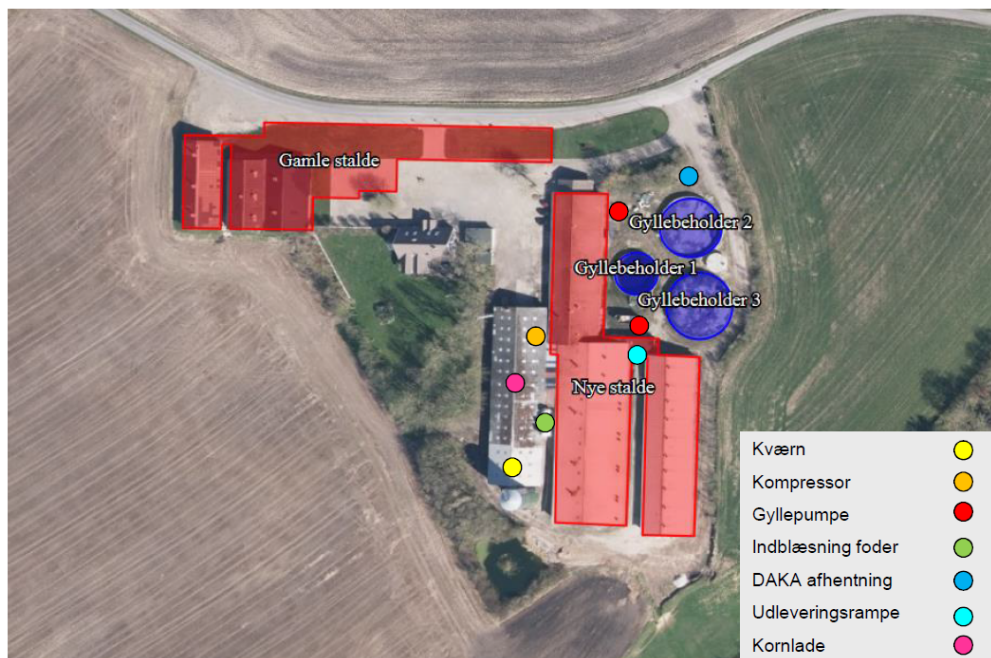 Gamle stalde
Gyllebeholder 2
Gyllebeholder 1
Gyllebeholder 3
Nye stalde
Kværn
Kompressor
Gyllepumpe
Indblæsning foder
DAKA afhentning
Udleveringsrampe
Kornlade